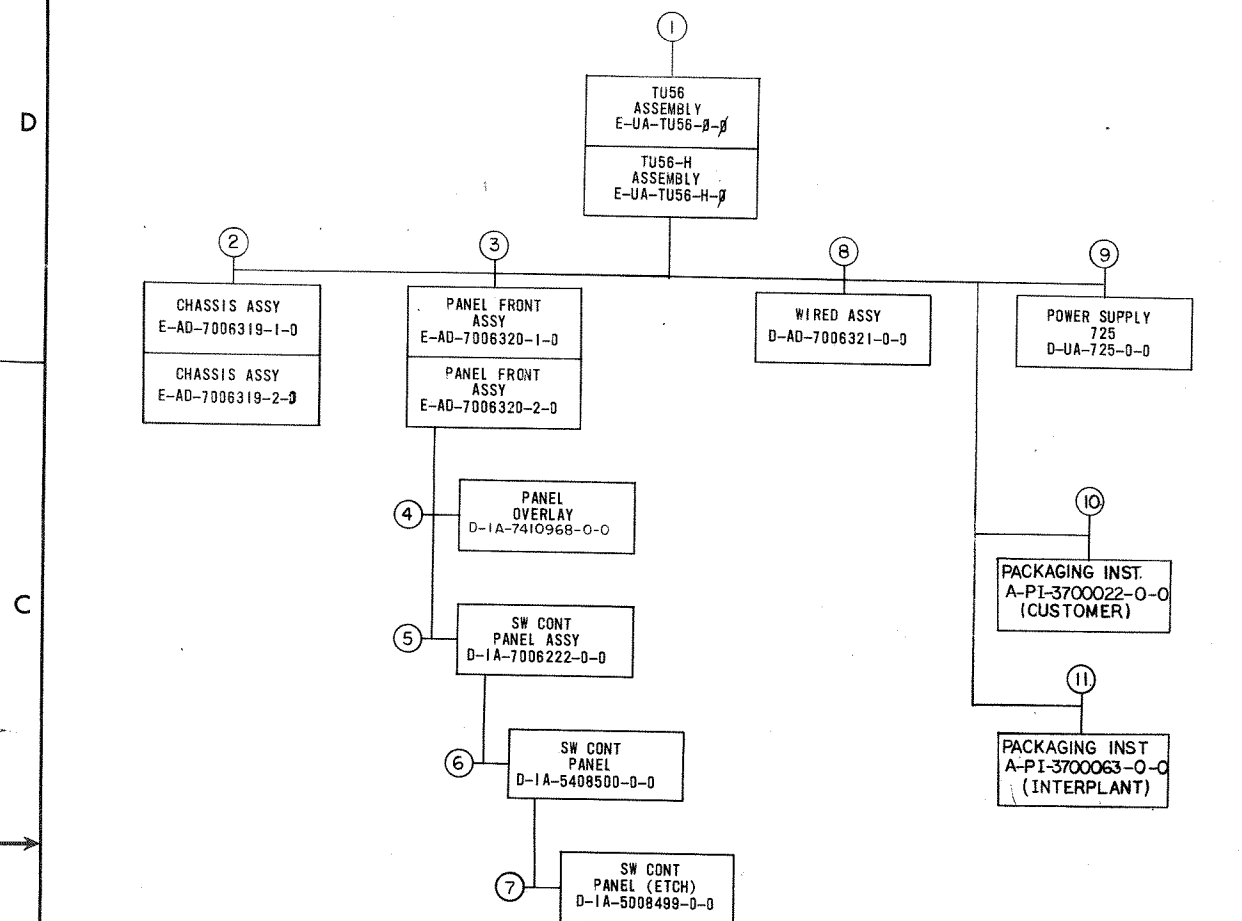 1
D
TU56
ASSEMBLY
E-UA-TU56-Ø-Ø
TU56-H
ASSEMBLY
E-UA-TU56-H-Ø
2
3
8
9
CHASSIS ASSY
E-AD-7006319-1-0
CHASSIS ASSY
E-AD-7006319-2-0
PANEL FRONT
ASSY
E-AD-7006320-1-0
PANEL FRONT
ASSY
E-AD-7006320-2-0
WIRED ASSY
D-AD-7006321-0-0
POWER SUPPLY
725
D-UA-725-0-0
4
PANEL
OVERLAY
D-IA-7410968-0-0
10
PACKAGING INST.
A-PI-3700022-0-0
(CUSTOMER)
C
5
SW CONT
PANEL ASSY
D-IA-7006222-0-0
11
PACKAGING INST
A-PI-3700063-0-0
(INTERPLANT)
6
SW CONT
PANEL
D-IA-5408500-0-0
7
SW CONT
PANEL (ETCH)
D-IA-5008499-0-0